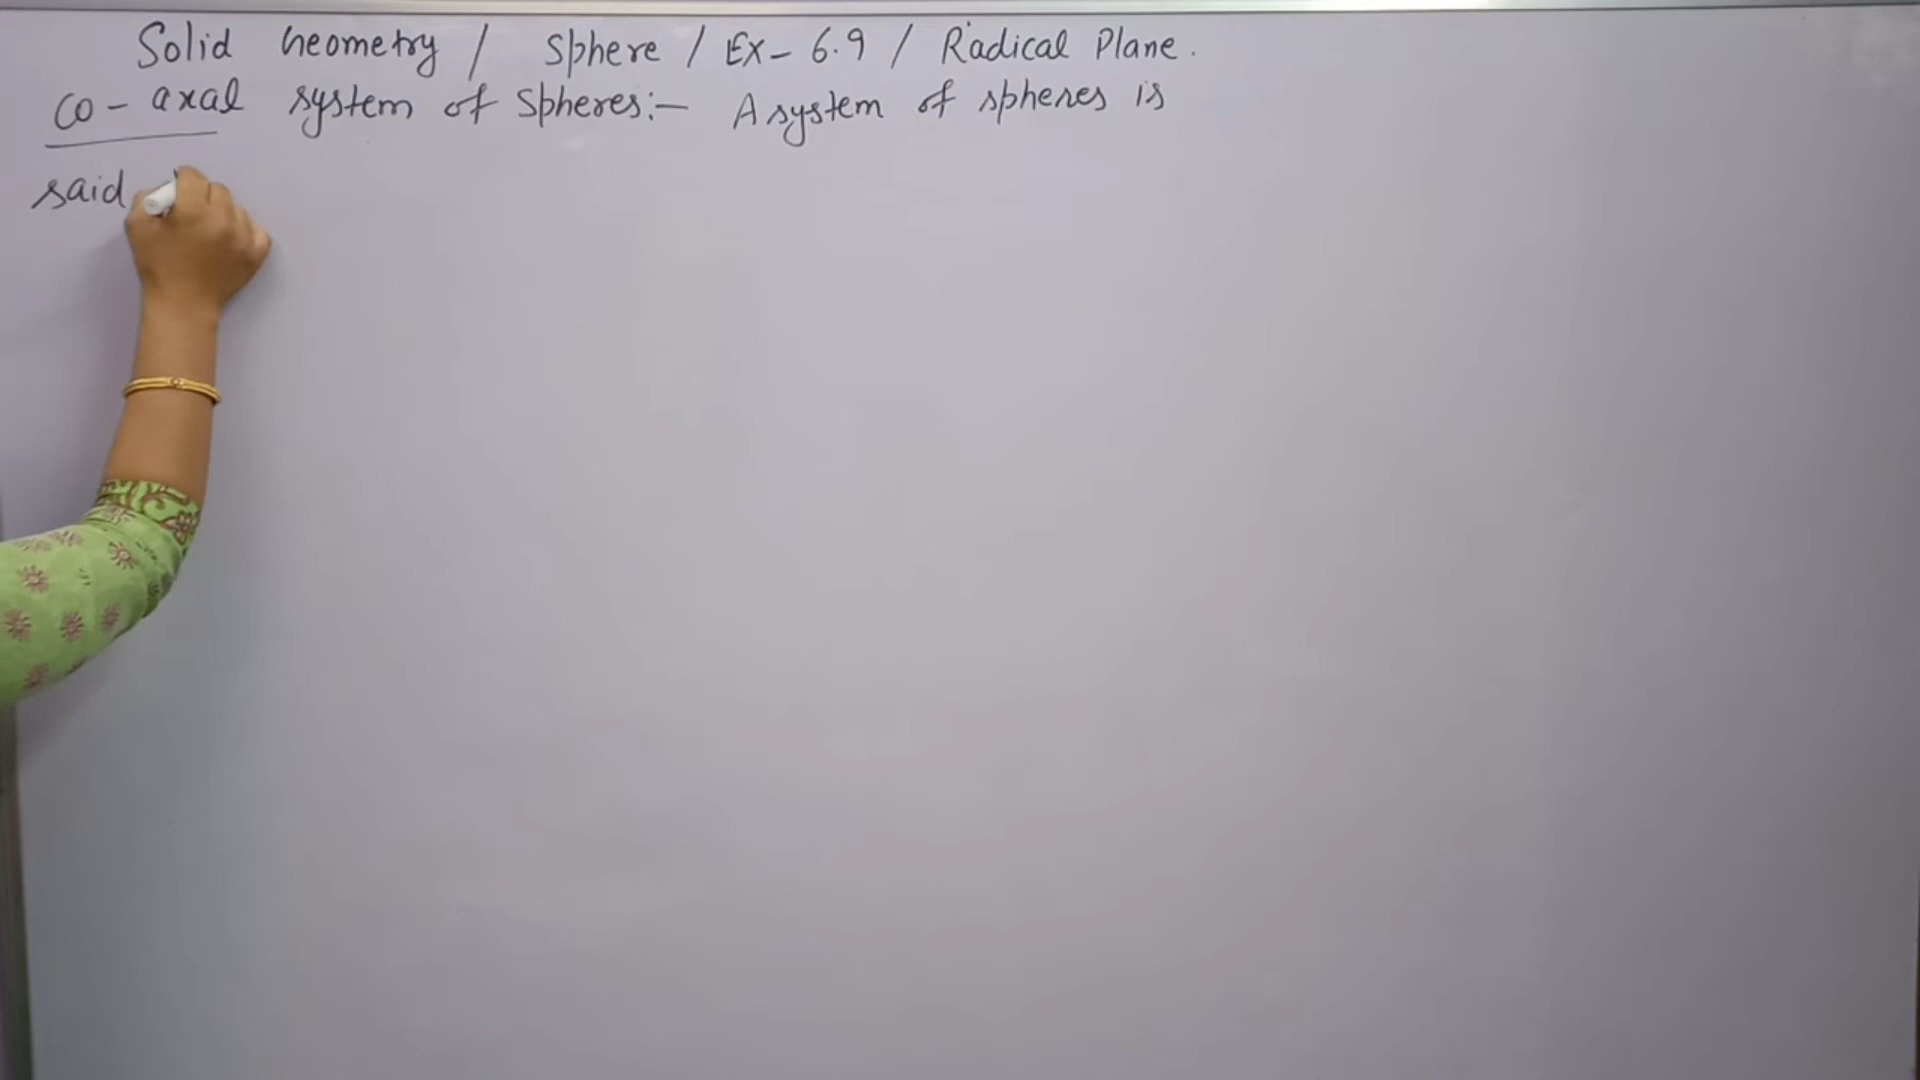 Solid Geometry / Sphere / Ex- 6.9 / Radical Plane.
co-axal system of Spheres:- A system of spheres is
said